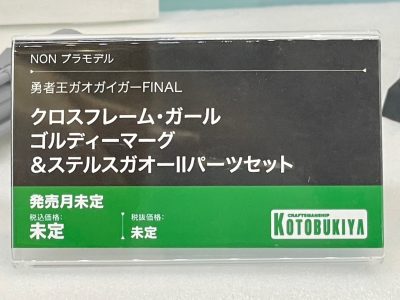 NON プラモデル
勇者王ガオガイガーFINAL
クロスフレーム・ガール
ゴルディーマーグ
&ステルスガオーIIパーツセット
発売月未定
税込価格: 税抜価格:
未定 未定
CRAFTSMANSHIP
KOTOBUKIYA